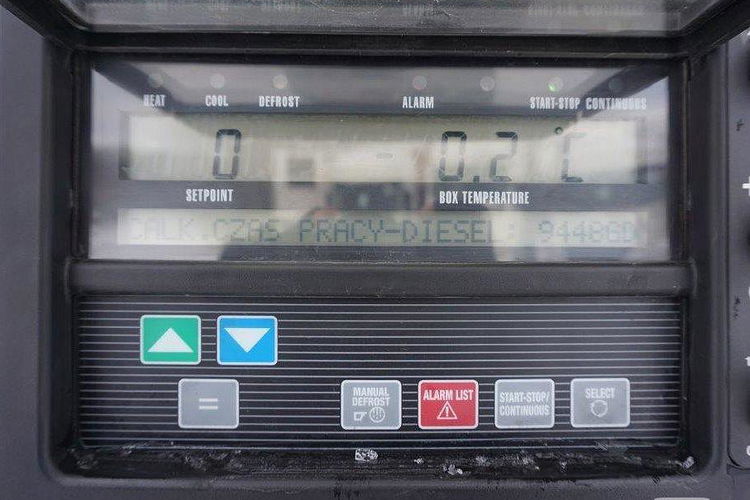 HEAT COOL DEFROST ALARM START-STOP CONTINUOUS
0 0.2 °C
SETPOINT BOX TEMPERATURE
CALK.CZAS PRACY-DIESEL: 9448GD
=
MANUAL DEFROST
ALARM LIST
START-STOP/CONTINUOUS
SELECT